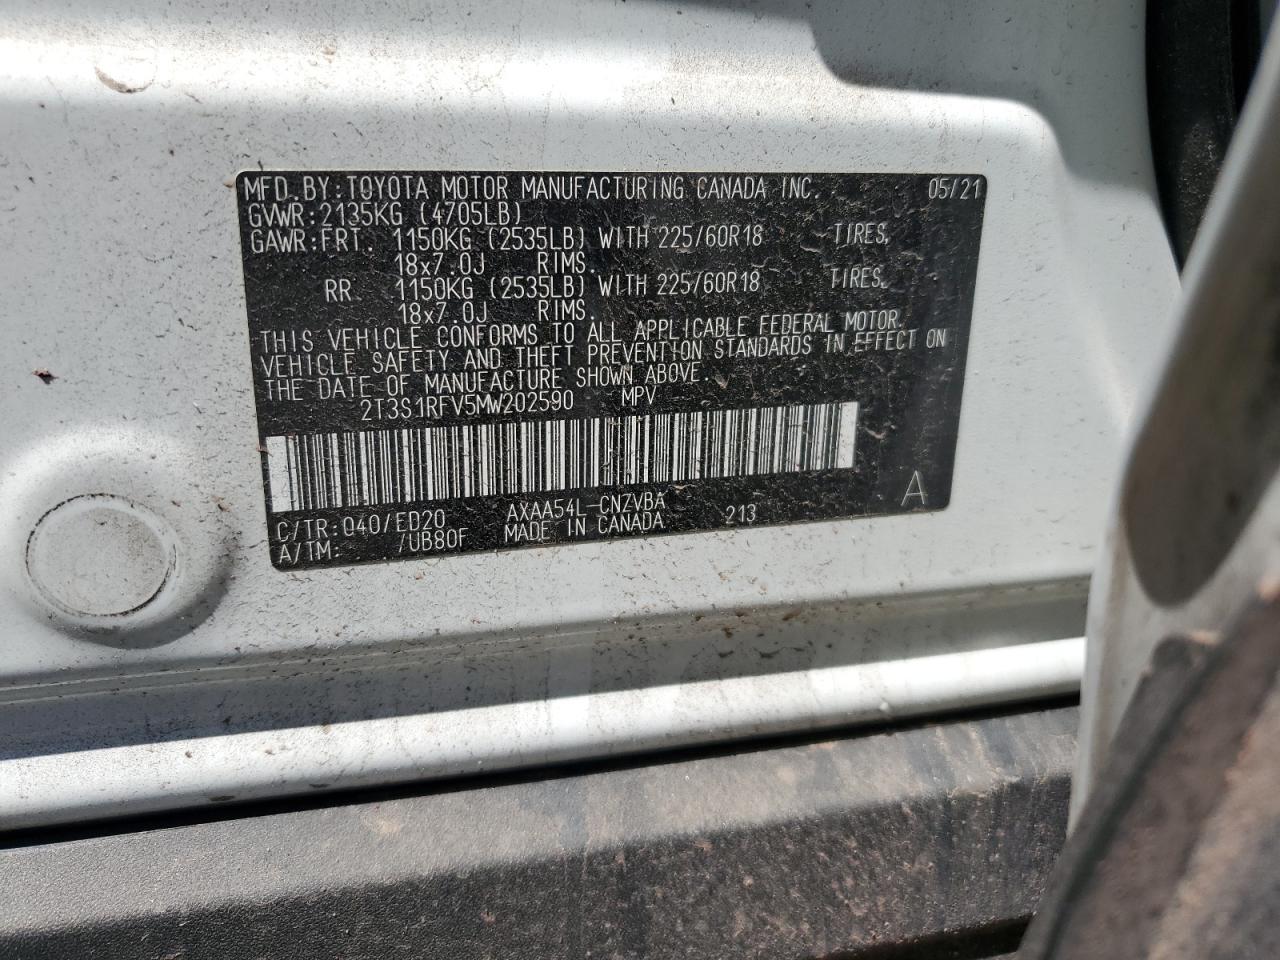 MFD.BY:TOYOTA MOTOR MANUFACTURING CANADA INC. 05/21
GVWR:2135KG (4705LB)
GAWR:FRT. 1150KG (2535LB) WITH 225/60R18 TIRES,
18x7.0J RIMS.
RR. 1150KG (2535LB) WITH 225/60R18 TIRES.
18x7.0J RIMS.
THIS VEHICLE CONFORMS TO ALL APPLICABLE FEDERAL MOTOR.
VEHICLE SAFETY AND THEFT PREVENTION STANDARDS IN EFFECT ON
THE DATE OF MANUFACTURE SHOWN ABOVE.
2T3S1RFV5MW202590 MPV
C/TR:040/ED20 AXAA54L-CNZVBA A
A/TM: /UB80F MADE IN CANADA 213